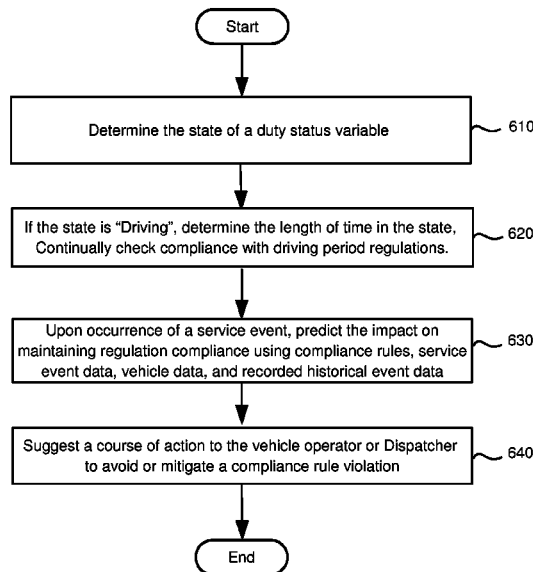 Start
Determine the state of a duty status variable
610
If the state is “Driving”, determine the length of time in the state,
Continually check compliance with driving period regulations.
620
Upon occurrence of a service event, predict the impact on
maintaining regulation compliance using compliance rules, service
event data, vehicle data, and recorded historical event data
630
Suggest a course of action to the vehicle operator or Dispatcher
to avoid or mitigate a compliance rule violation
640
End